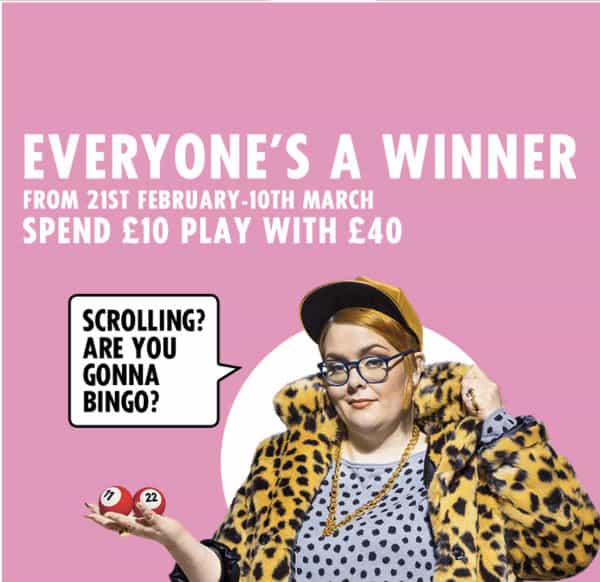 EVERYONE'S A WINNER
FROM 21ST FEBRUARY-10TH MARCH
SPEND £10 PLAY WITH £40
SCROLLING?
ARE YOU
GONNA
BINGO?
11 22